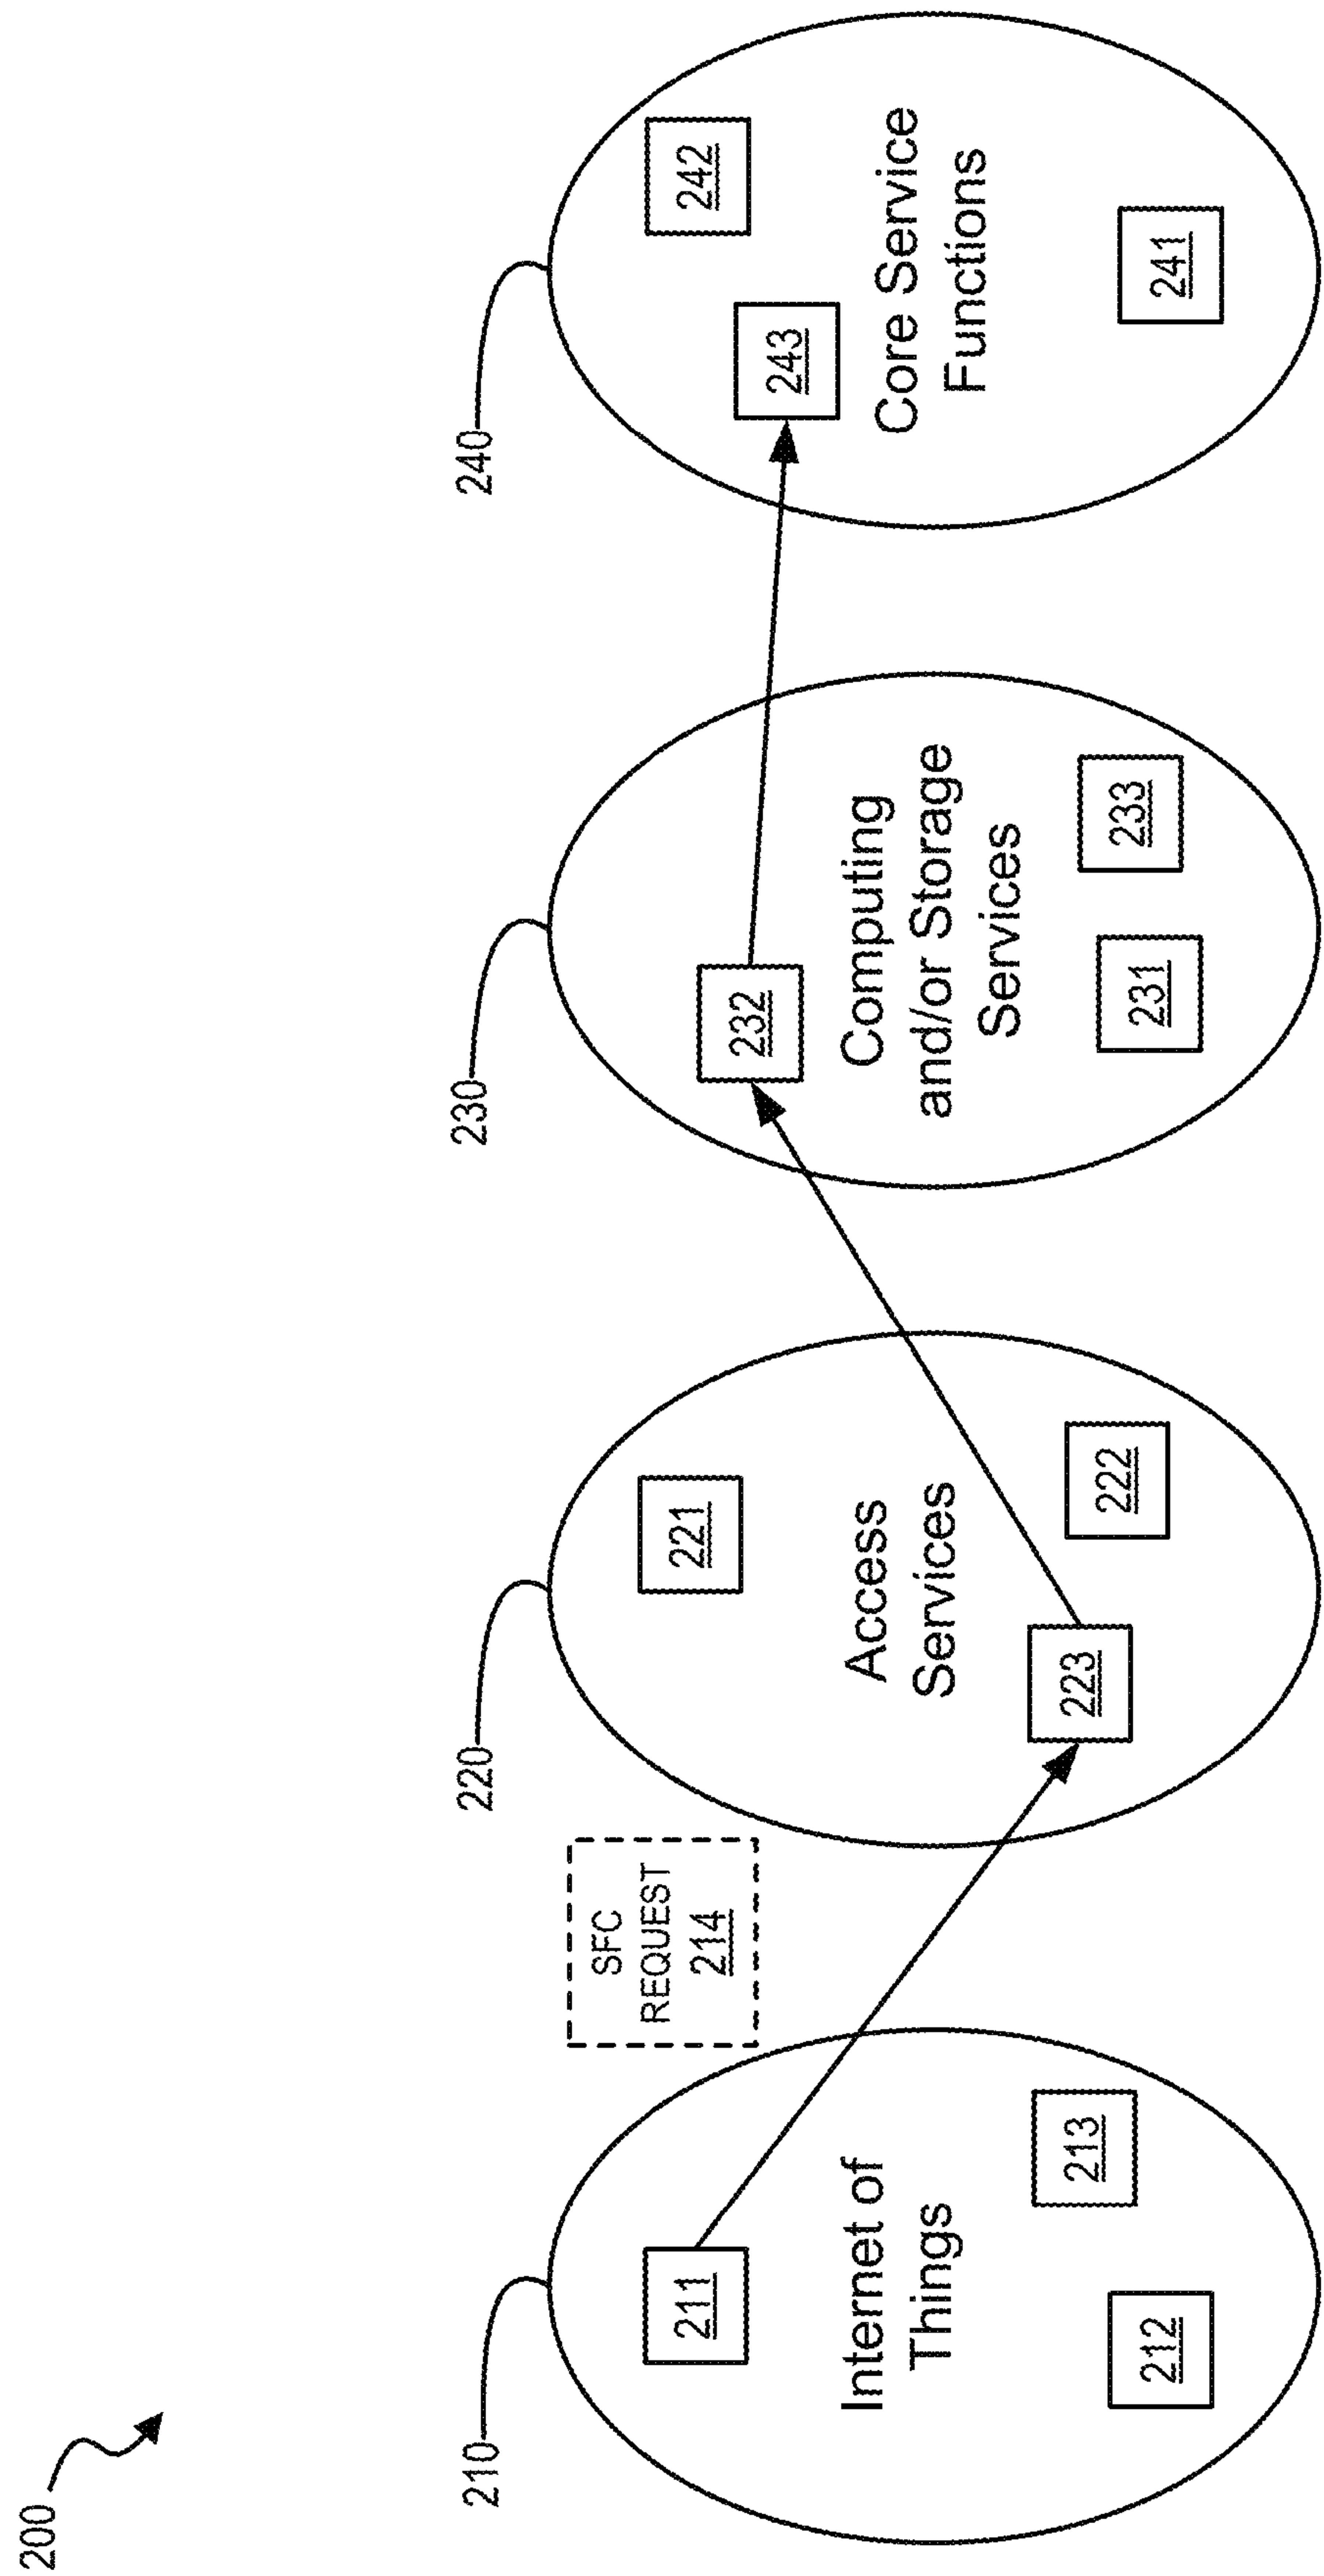 200
210
211
Internet of
Things
212
213
SFC
REQUEST
214
220
221
Access
Services
223
222
230
232
Computing
and/or Storage
Services
231
233
240
242
243
Core Service
Functions
241